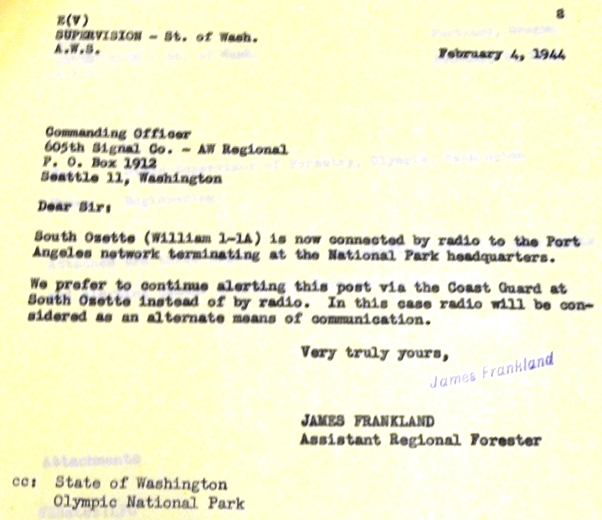 E(V)
SUPERVISION - St. of Wash.
A.W.S.
February 4, 1944
Commanding Officer
605th Signal Co. - AW Regional
P. O. Box 1912
Seattle 11, Washington
Dear Sir:
South Ozette (William 1-1A) is now connected by radio to the Port
Angeles network terminating at the National Park headquarters.
We prefer to continue alerting this post via the Coast Guard at
South Ozette instead of by radio. In this case radio will be con-
sidered as an alternate means of communication.
Very truly yours,
James Frankland
JAMES FRANKLAND
Assistant Regional Forester
Attachments
cc: State of Washington
Olympic National Park